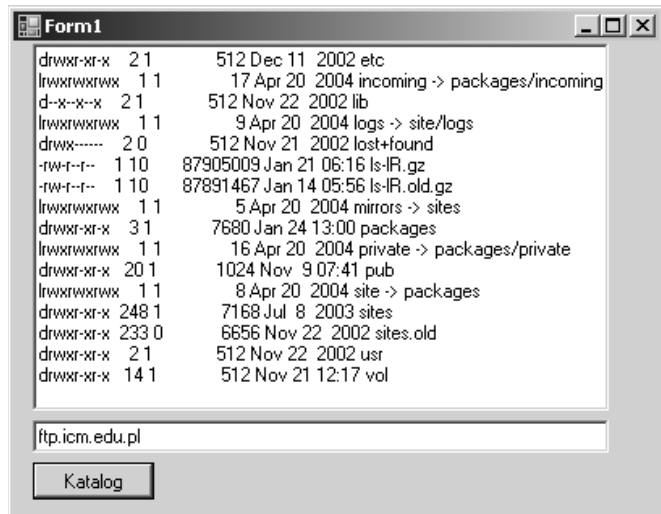 Form1
drwxr-xr-x 2 1 512 Dec 11 2002 etc
lrwxrwxrwx 1 1 17 Apr 20 2004 incoming -> packages/incoming
d--x--x--x 2 1 512 Nov 22 2002 lib
lrwxrwxrwx 1 1 9 Apr 20 2004 logs -> site/logs
drwx------ 2 0 512 Nov 21 2002 lost+found
-rw-r--r-- 1 10 87905009 Jan 21 06:16 ls-lR.gz
-rw-r--r-- 1 10 87891467 Jan 14 05:56 ls-lR.old.gz
lrwxrwxrwx 1 1 5 Apr 20 2004 mirrors -> sites
drwxr-xr-x 3 1 7680 Jan 24 13:00 packages
lrwxrwxrwx 1 1 16 Apr 20 2004 private -> packages/private
drwxr-xr-x 20 1 1024 Nov 9 07:41 pub
lrwxrwxrwx 1 1 8 Apr 20 2004 site -> packages
drwxr-xr-x 248 1 7168 Jul 8 2003 sites
drwxr-xr-x 233 0 6656 Nov 22 2002 sites.old
drwxr-xr-x 2 1 512 Nov 22 2002 usr
drwxr-xr-x 14 1 512 Nov 21 12:17 vol
ftp.icm.edu.pl
Katalog